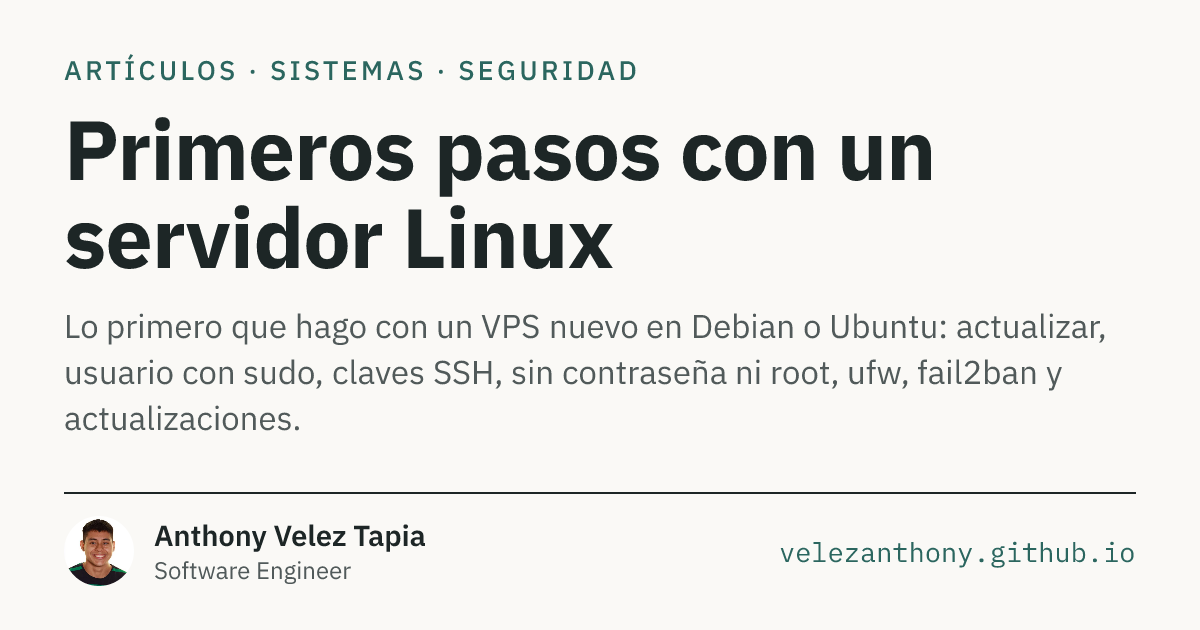 ARTÍCULOS · SISTEMAS · SEGURIDAD
Primeros pasos con un
servidor Linux
Lo primero que hago con un VPS nuevo en Debian o Ubuntu: actualizar,
usuario con sudo, claves SSH, sin contraseña ni root, ufw, fail2ban y
actualizaciones.
Anthony Velez Tapia
Software Engineer
velezanthony.github.io